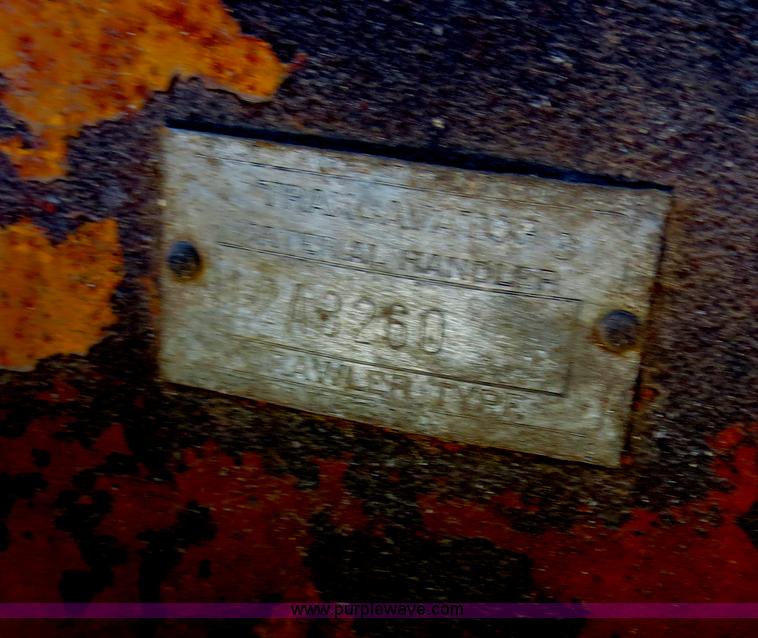 TRAXCAVATOR &
MATERIAL HANDLER
CRAWLER TYPE
www.purplewave.com